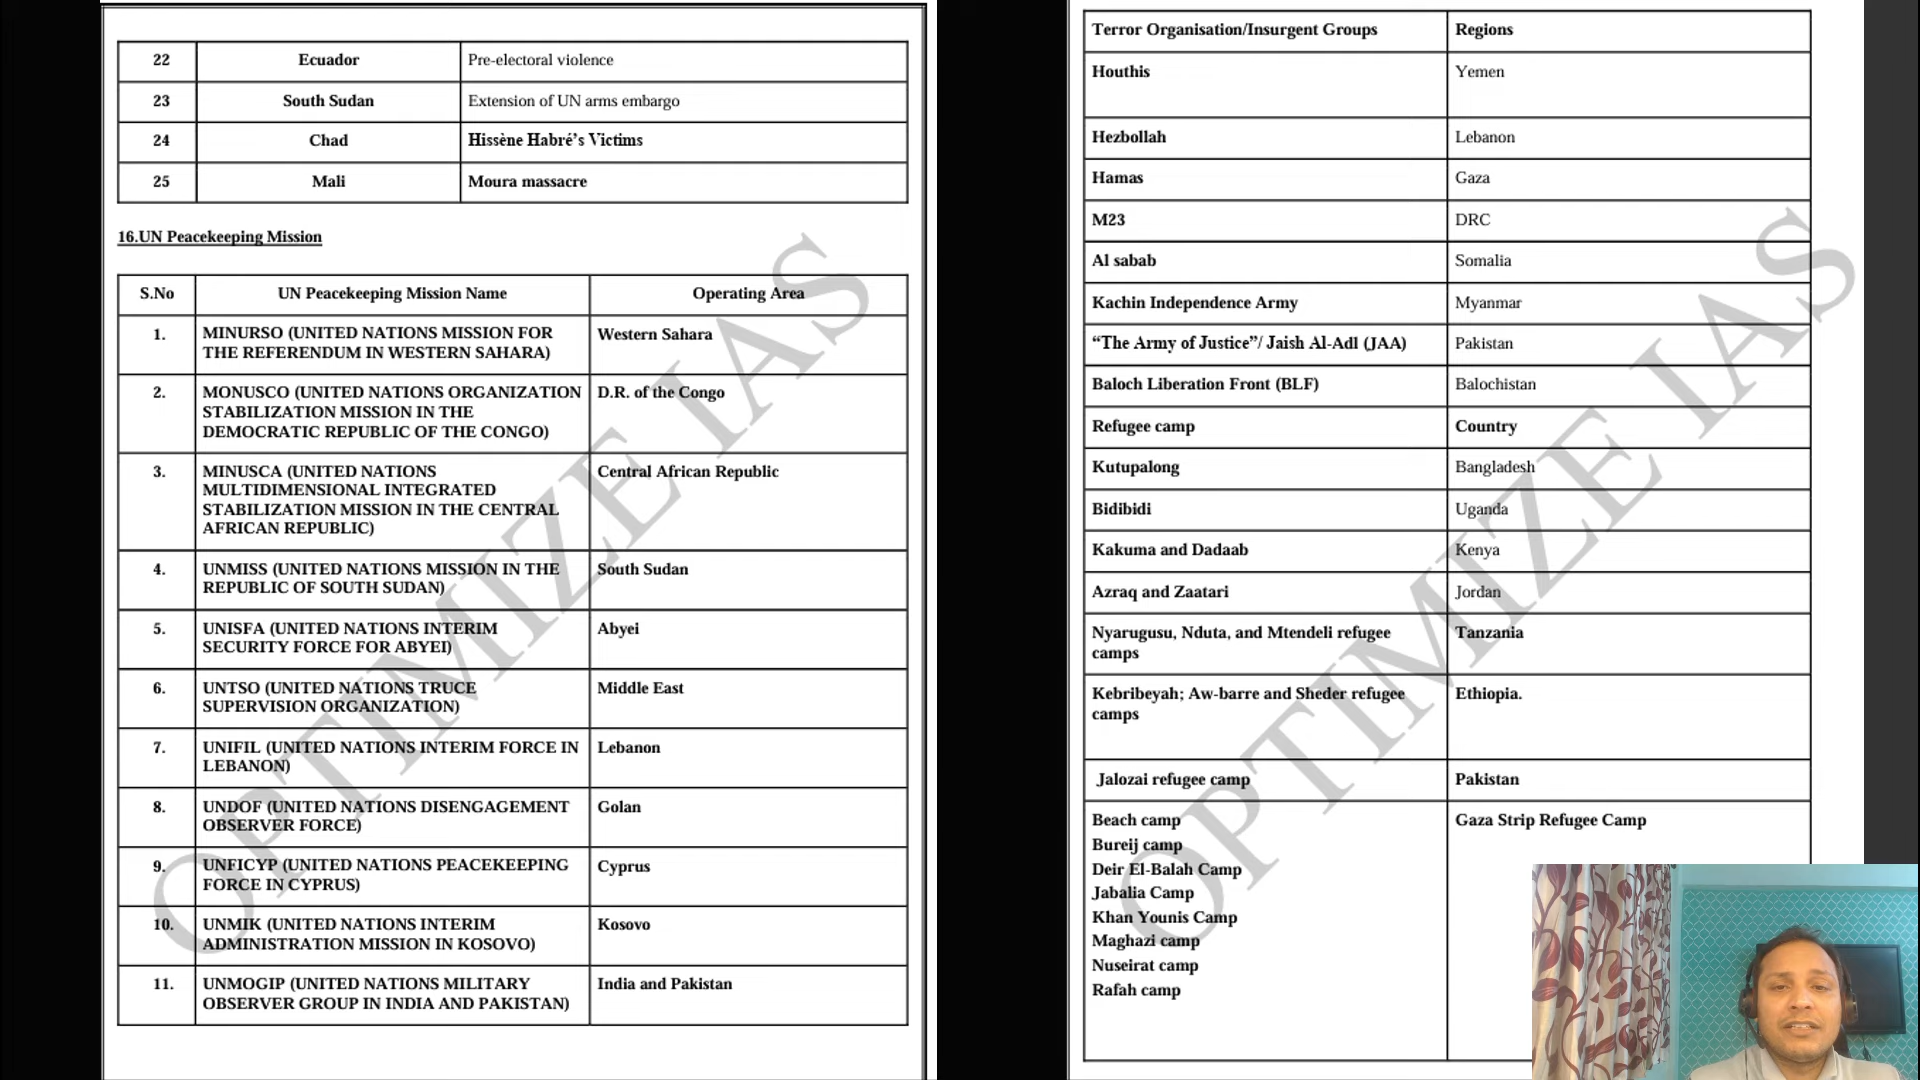 22 Ecuador Pre-electoral violence
23 South Sudan Extension of UN arms embargo
24 Chad Hissène Habré’s Victims
25 Mali Moura massacre
16.UN Peacekeeping Mission
S.No UN Peacekeeping Mission Name Operating Area
1. MINURSO (UNITED NATIONS MISSION FOR Western Sahara
THE REFERENDUM IN WESTERN SAHARA)
2. MONUSCO (UNITED NATIONS ORGANIZATION D.R. of the Congo
STABILIZATION MISSION IN THE
DEMOCRATIC REPUBLIC OF THE CONGO)
3. MINUSCA (UNITED NATIONS Central African Republic
MULTIDIMENSIONAL INTEGRATED
STABILIZATION MISSION IN THE CENTRAL
AFRICAN REPUBLIC)
4. UNMISS (UNITED NATIONS MISSION IN THE South Sudan
REPUBLIC OF SOUTH SUDAN)
5. UNISFA (UNITED NATIONS INTERIM Abyei
SECURITY FORCE FOR ABYEI)
6. UNTSO (UNITED NATIONS TRUCE Middle East
SUPERVISION ORGANIZATION)
7. UNIFIL (UNITED NATIONS INTERIM FORCE IN Lebanon
LEBANON)
8. UNDOF (UNITED NATIONS DISENGAGEMENT Golan
OBSERVER FORCE)
9. UNFICYP (UNITED NATIONS PEACEKEEPING Cyprus
FORCE IN CYPRUS)
10. UNMIK (UNITED NATIONS INTERIM Kosovo
ADMINISTRATION MISSION IN KOSOVO)
11. UNMOGIP (UNITED NATIONS MILITARY India and Pakistan
OBSERVER GROUP IN INDIA AND PAKISTAN)
OPTIMIZE IAS
Terror Organisation/Insurgent Groups Regions
Houthis Yemen
Hezbollah Lebanon
Hamas Gaza
M23 DRC
Al sabab Somalia
Kachin Independence Army Myanmar
“The Army of Justice”/ Jaish Al-Adl (JAA) Pakistan
Baloch Liberation Front (BLF) Balochistan
Refugee camp Country
Kutupalong Bangladesh
Bidibidi Uganda
Kakuma and Dadaab Kenya
Azraq and Zaatari Jordan
Nyarugusu, Nduta, and Mtendeli refugee Tanzania
camps
Kebribeyah; Aw-barre and Sheder refugee Ethiopia.
camps
Jalozai refugee camp Pakistan
Beach camp Gaza Strip Refugee Camp
Bureij camp
Deir El-Balah Camp
Jabalia Camp
Khan Younis Camp
Maghazi camp
Nuseirat camp
Rafah camp
OPTIMIZE IAS